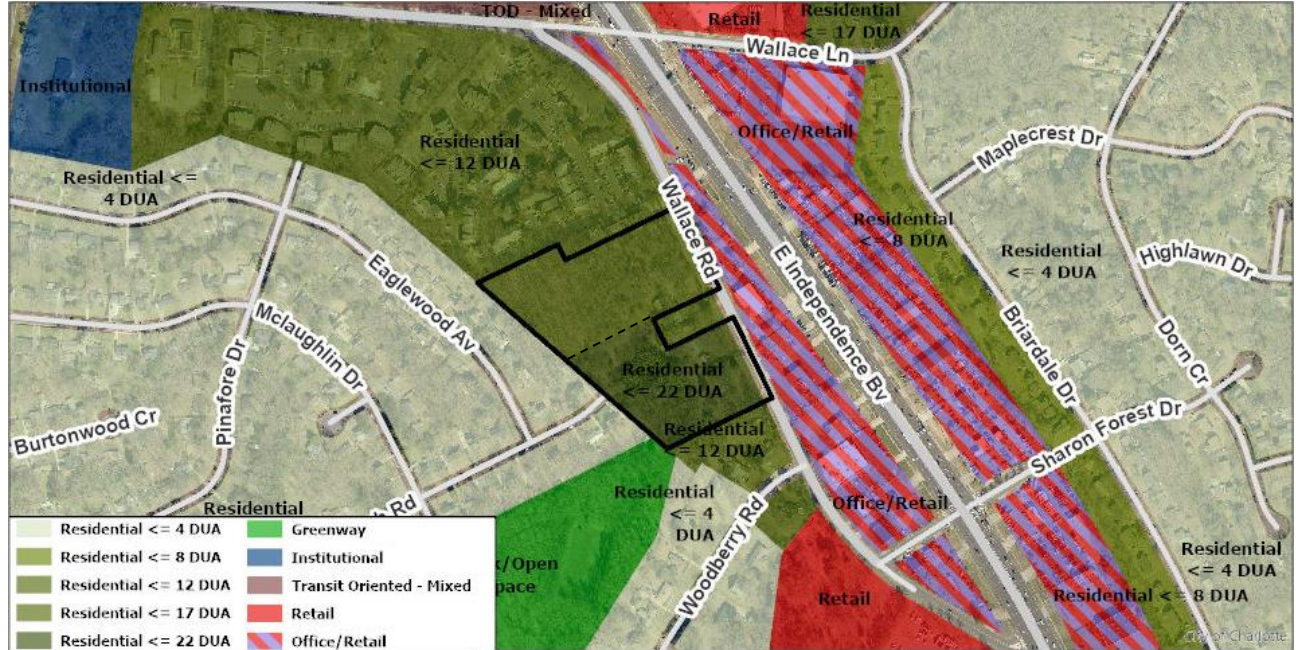 TOD - Mixed
Retail
Residential
<= 17 DUA
Wallace Ln
Institutional
Residential
<= 12 DUA
Office/Retail
Maplecrest Dr
Residential <=
4 DUA
Wallace Rd
Residential
<= 8 DUA
Residential
<= 4 DUA
Highlawn Dr
Eaglewood Av
E Independence Bv
Mclaughlin Dr
Pinafore Dr
Briardale Dr
Dorn Cr
Residential
<= 22 DUA
Burtonwood Cr
Sharon Forest Dr
Residential
<= 12 DUA
Residential
Rd
Residential
<= 4
DUA
Woodberry Rd
Office/Retail
Residential
<= 4 DUA
Residential <= 8 DUA
Retail
/Open
pace
Residential <= 4 DUA
Residential <= 8 DUA
Residential <= 12 DUA
Residential <= 17 DUA
Residential <= 22 DUA
Greenway
Institutional
Transit Oriented - Mixed
Retail
Office/Retail
City of Charlotte